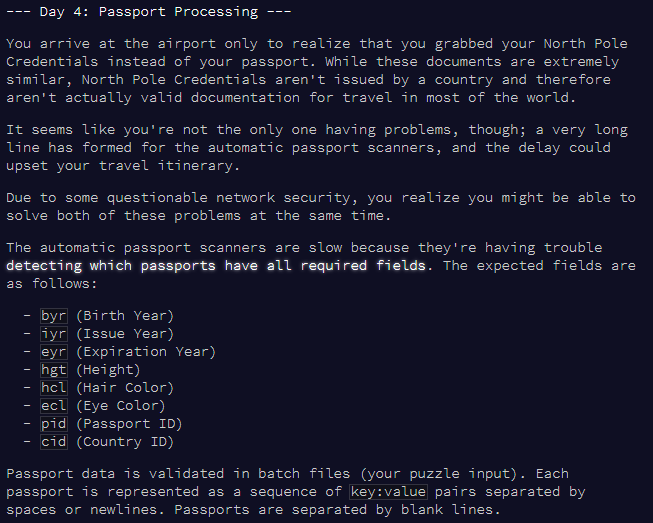 --- Day 4: Passport Processing ---
You arrive at the airport only to realize that you grabbed your North Pole
Credentials instead of your passport. While these documents are extremely
similar, North Pole Credentials aren't issued by a country and therefore
aren't actually valid documentation for travel in most of the world.
It seems like you're not the only one having problems, though; a very long
line has formed for the automatic passport scanners, and the delay could
upset your travel itinerary.
Due to some questionable network security, you realize you might be able to
solve both of these problems at the same time.
The automatic passport scanners are slow because they're having trouble
detecting which passports have all required fields. The expected fields are
as follows:
- byr (Birth Year)
- iyr (Issue Year)
- eyr (Expiration Year)
- hgt (Height)
- hcl (Hair Color)
- ecl (Eye Color)
- pid (Passport ID)
- cid (Country ID)
Passport data is validated in batch files (your puzzle input). Each
passport is represented as a sequence of key:value pairs separated by
spaces or newlines. Passports are separated by blank lines.